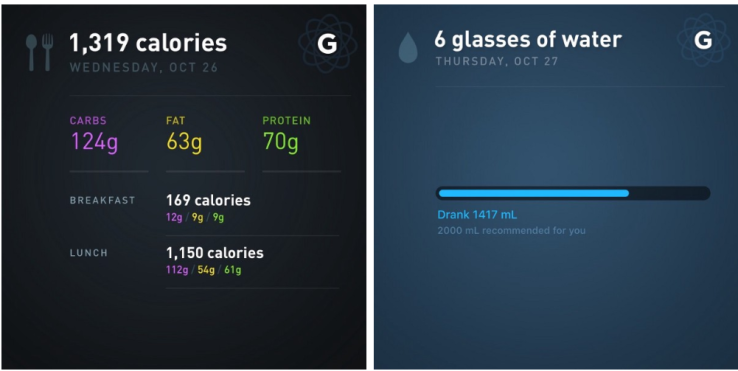 1,319 calories
G
WEDNESDAY, OCT 26
CARBS
FAT
PROTEIN
124g
63g
70g
BREAKFAST
169 calories
12g / 9g / 9g
LUNCH
1,150 calories
112g / 54g / 61g
6 glasses of water
G
THURSDAY, OCT 27
Drank 1417 mL
2000 mL recommended for you